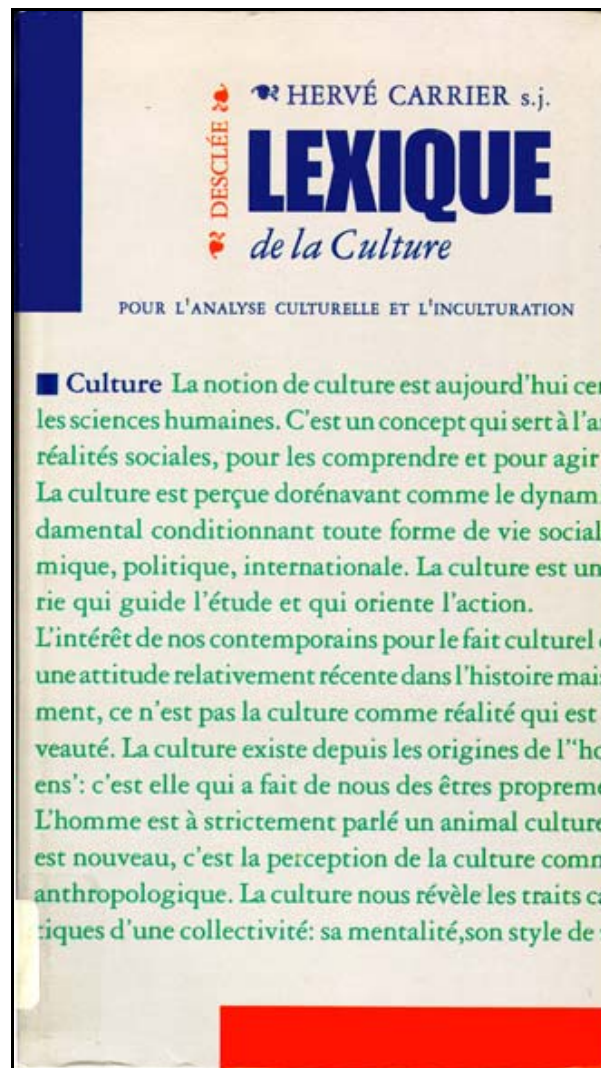 HERVÉ CARRIER s.j.
DESCLÉE
LEXIQUE
de la Culture
POUR L'ANALYSE CULTURELLE ET L'INCULTURATION
Culture La notion de culture est aujourd'hui cen
les sciences humaines. C'est un concept qui sert à l'a
réalités sociales, pour les comprendre et pour agir
La culture est perçue dorénavant comme le dynam
damental conditionnant toute forme de vie social
mique, politique, internationale. La culture est un
rie qui guide l'étude et qui oriente l'action.
L'intérêt de nos contemporains pour le fait culturel
une attitude relativement récente dans l'histoire mais
ment, ce n'est pas la culture comme réalité qui est
veauté. La culture existe depuis les origines de l'"ho
ens': c'est elle qui a fait de nous des êtres propreme
L'homme est à strictement parlé un animal culture
est nouveau, c'est la perception de la culture comm
anthropologique. La culture nous révèle les traits ca
tiques d'une collectivité: sa mentalité,son style de